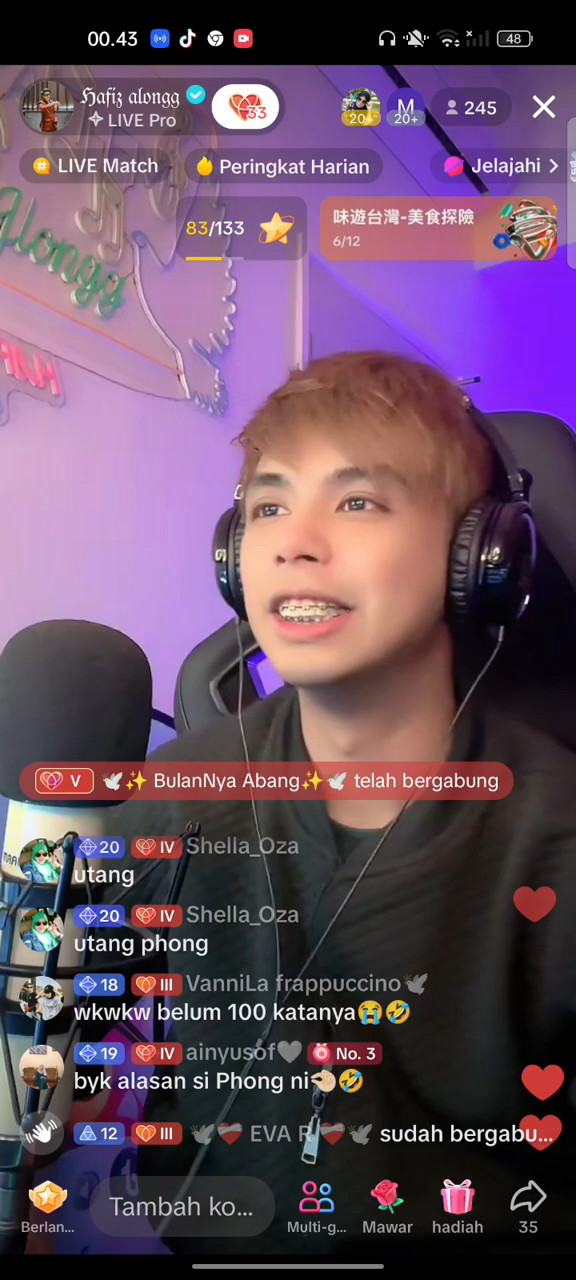 00.43
48
Hafiz alongg
33
20+
M
20+
245
LIVE Pro
LIVE Match
Peringkat Harian
Jelajahi >
83/133
味遊台灣-美食探險
6/12
alongg
V 🕊✨ BulanNya Abang✨🕊 telah bergabung
20 IV Shella_Oza
utang
20 IV Shella_Oza
utang phong
18 III VanniLa frappuccino🕊
wkwkw belum 100 katanya😭🤣
19 IV ainyusof🩶 No. 3
byk alasan si Phong ni👌🏼🤣
12 III 🕊❤️‍🩹 EVA R❤️‍🩹🕊 sudah bergabu...
Tambah ko...
Berlan...
Multi-g...
Mawar
hadiah
35